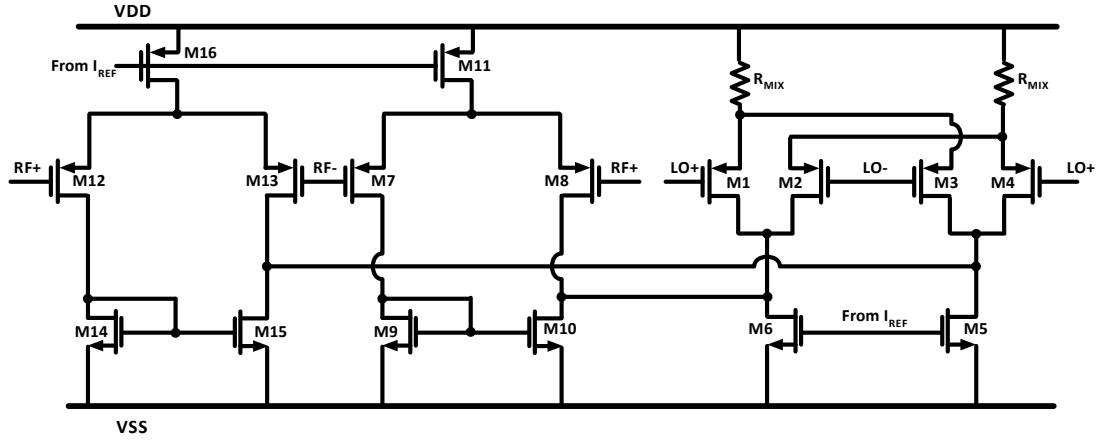 VDD
M16
From IREF
M11
RMIX
RMIX
RF+
M12
M13
RF-
M7
M8
RF+
LO+
M1
M2
LO-
M3
M4
LO+
M14
M15
M9
M10
M6
From IREF
M5
VSS